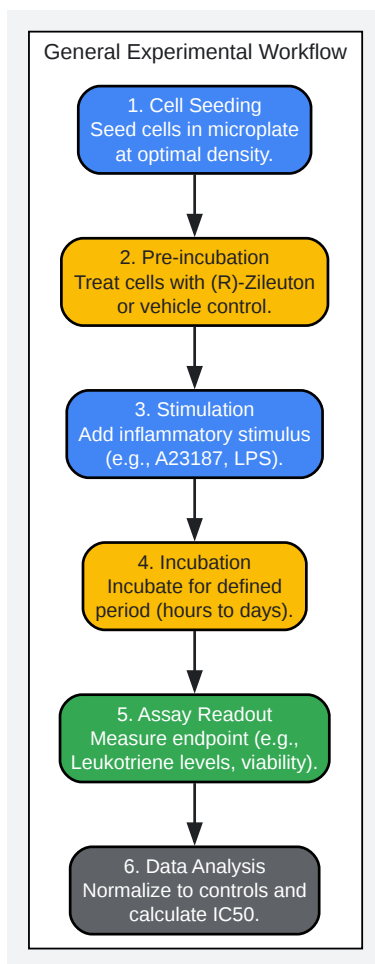 General Experimental Workflow
1. Cell Seeding
Seed cells in microplate
at optimal density.
2. Pre-incubation
Treat cells with (R)-Zileuton
or vehicle control.
3. Stimulation
Add inflammatory stimulus
(e.g., A23187, LPS).
4. Incubation
Incubate for defined
period (hours to days).
5. Assay Readout
Measure endpoint (e.g.,
Leukotriene levels, viability).
6. Data Analysis
Normalize to controls and
calculate IC50.